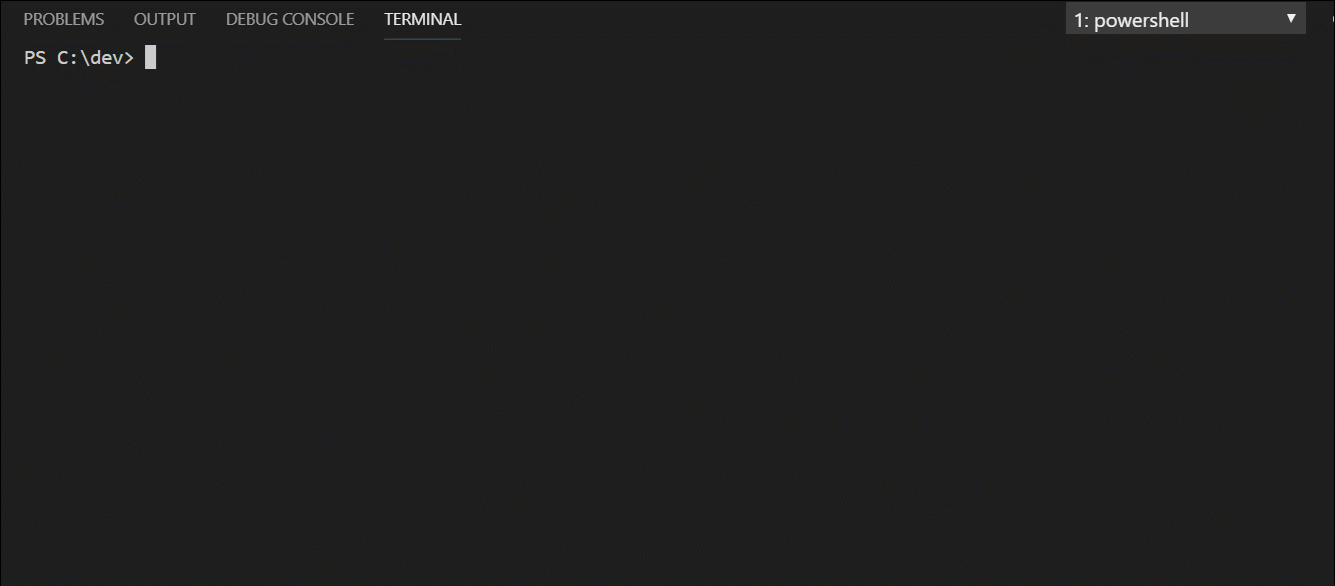 PROBLEMS OUTPUT DEBUG CONSOLE TERMINAL 1: powershell
PS C:\dev>